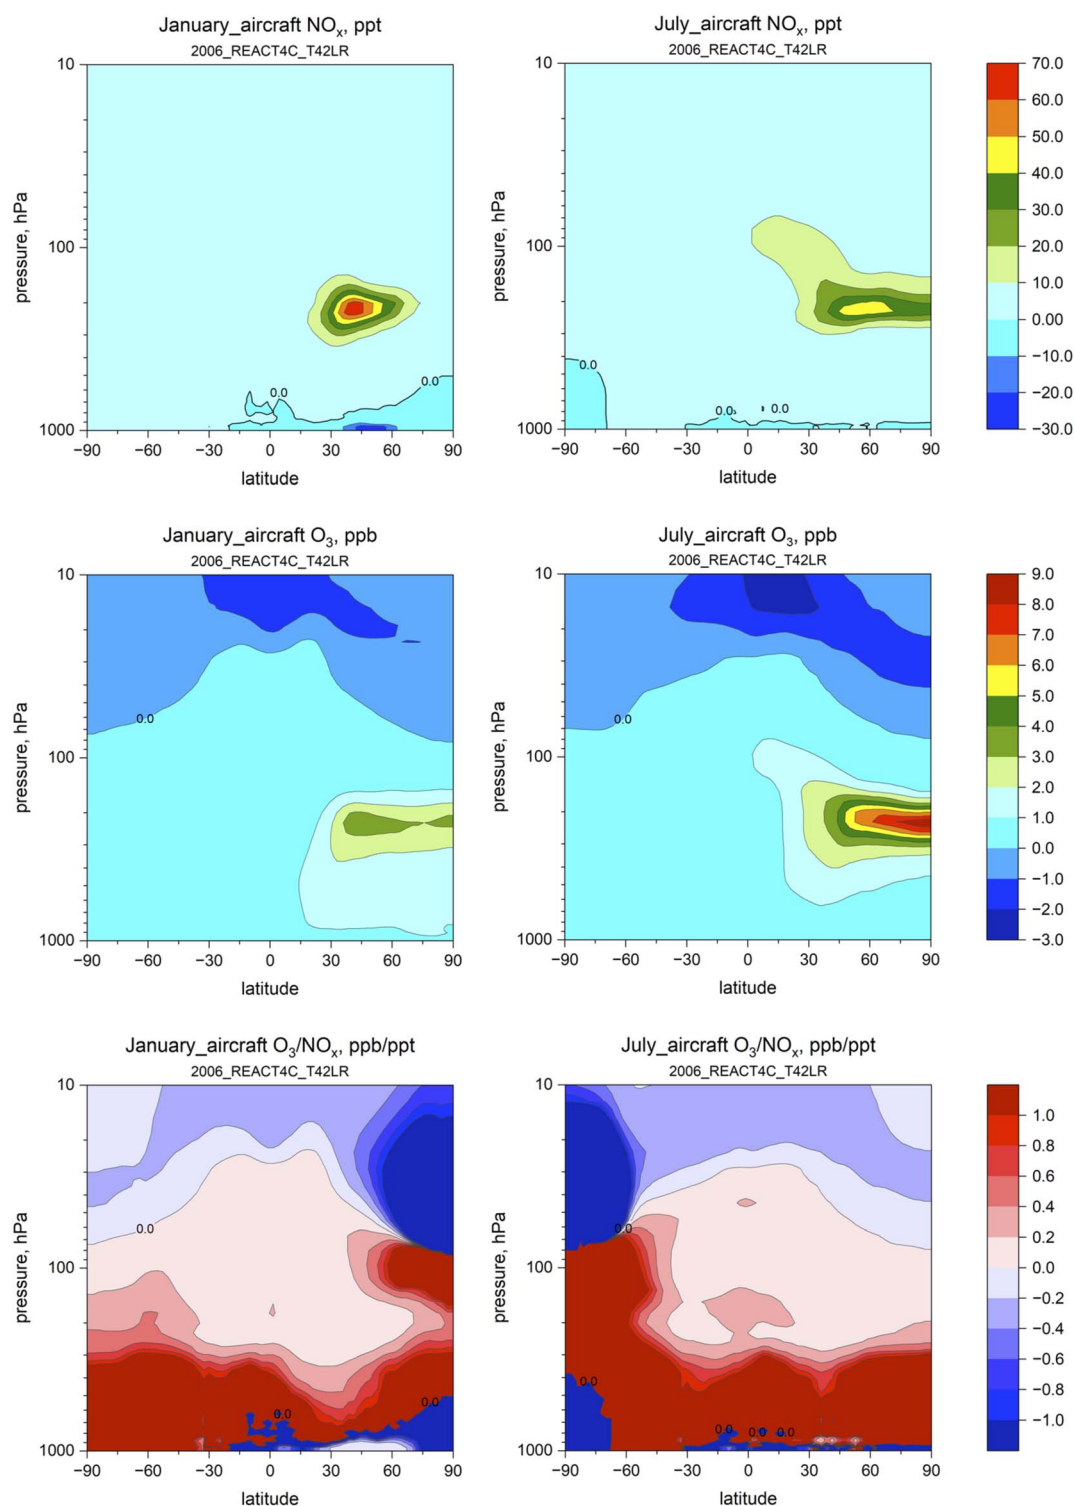 January_aircraft NOx, ppt
2006_REACT4C_T42LR
10
100
1000
pressure, hPa
0.0
0.0
−90 −60 −30 0 30 60 90
latitude
July_aircraft NOx, ppt
2006_REACT4C_T42LR
10
100
1000
pressure, hPa
0.0
0.0 0.0
−90 −60 −30 0 30 60 90
latitude
70.0
60.0
50.0
40.0
30.0
20.0
10.0
0.00
−10.0
−20.0
−30.0
January_aircraft O3, ppb
2006_REACT4C_T42LR
10
100
1000
pressure, hPa
0.0
−90 −60 −30 0 30 60 90
latitude
July_aircraft O3, ppb
2006_REACT4C_T42LR
10
100
1000
pressure, hPa
0.0
−90 −60 −30 0 30 60 90
latitude
9.0
8.0
7.0
6.0
5.0
4.0
3.0
2.0
1.0
0.0
−1.0
−2.0
−3.0
January_aircraft O3/NOx, ppb/ppt
2006_REACT4C_T42LR
10
100
1000
pressure, hPa
0.0
0.0
0.0
−90 −60 −30 0 30 60 90
latitude
July_aircraft O3/NOx, ppb/ppt
2006_REACT4C_T42LR
10
100
1000
pressure, hPa
0.0
0.0
0.0 0.0 0.0
−90 −60 −30 0 30 60 90
latitude
1.0
0.8
0.6
0.4
0.2
0.0
−0.2
−0.4
−0.6
−0.8
−1.0